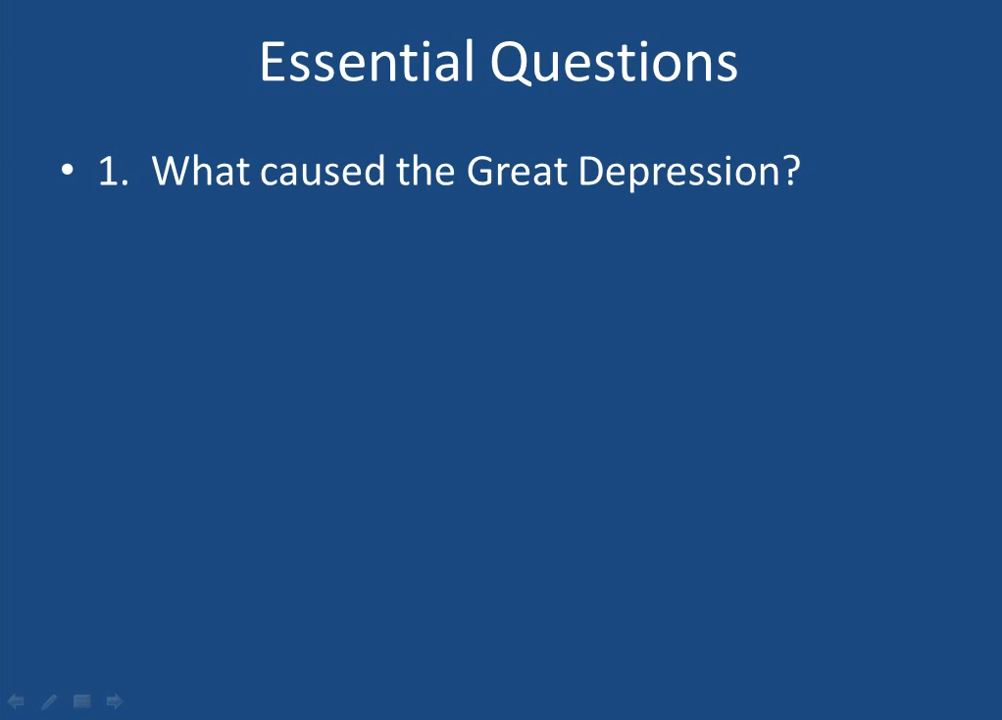 Essential Questions
• 1. What caused the Great Depression?